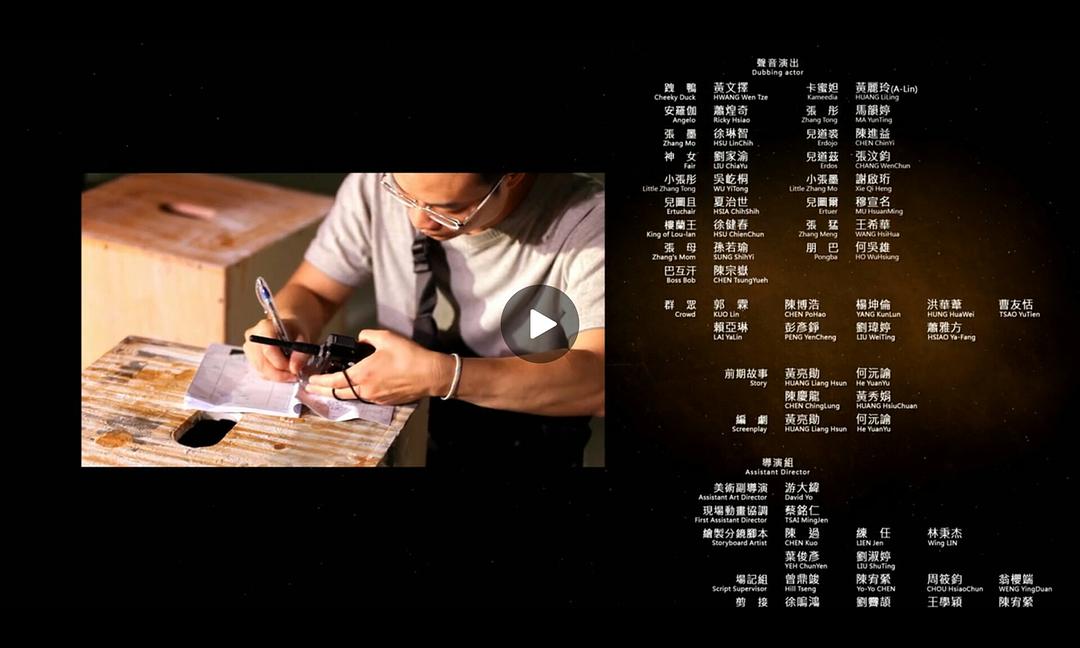 聲音演出
Dubbing actor
跩 鴨 黃文擇 卡蜜妲 黃麗玲(A-Lin)
Cheeky Duck HWANG Wen Tze Kameedia HUANG LiLing
安羅伽 蕭煌奇 張 彤 馬韻婷
Angelo Ricky Hsiao Zhang Tong MA YunTing
張 墨 徐琳智 兒道裘 陳進益
Zhang Mo HSU LinChih Erdojo CHEN ChinYi
神 女 劉家渝 兒道茲 張汶鈞
Fair LIU ChiaYu Erdos CHANG WenChun
小張彤 吳屹桐 小張墨 謝啟珩
Little Zhang Tong WU YiTong Little Zhang Mo Xie Qi Heng
兒圖且 夏治世 兒圖爾 穆宣名
Ertuchair HSIA ChihShih Ertuer MU HsuanMing
樓蘭王 徐健春 張 猛 王希華
King of Lou-lan HSU ChienChun Zhang Meng WANG HsiHua
張 母 孫若瑜 朋 巴 何吳雄
Zhang's Mom SUNG ShihYi Pongba HO WuHsiung
巴互汗 陳宗嶽
Boss Bob CHEN TsungYueh
群 眾 郭 霖 陳博浩 楊坤倫 洪華葦 曹友恬
Crowd KUO Lin CHEN PoHao YANG KunLun HUNG HuaWei TSAO YuTien
賴亞琳 彭彥錚 劉瑋婷 蕭雅方
LAI YaLin PENG YenCheng LIU WeiTing HSIAO Ya-Fang
前期故事 黃亮勛 何沅諭
Story HUANG Liang Hsun He YuanYu
陳慶龍 黃秀娟
CHEN ChingLung HUANG HsiuChuan
編 劇 黃亮勛 何沅諭
Screenplay HUANG Liang Hsun He YuanYu
導演組
Assistant Director
美術副導演 游大緯
Assistant Art Director David Yo
現場動畫協調 蔡銘仁
First Assistant Director TSAI MingJen
繪製分鏡腳本 陳 過 練 任 林秉杰
Storyboard Artist CHEN Kuo LIEN Jen Wing LIN
葉俊彥 劉淑婷
YEH ChunYen LIU ShuTing
場記組 曾鼎竣 陳宥縈 周筱鈞 翁櫻端
Script Supervisor Hill Tseng Yo-Yo CHEN CHOU HsiaoChun WENG YingDuan
剪 接 徐鳴鴻 劉釁頡 王學穎 陳宥縈